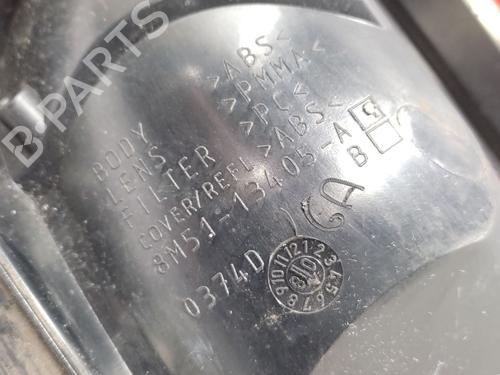 B-PARTS
BODY >ABS<
LENS >PMMA<
FILTER >PC<
COVER/REFL >ABS<
8M51-13405-A
B
0374D